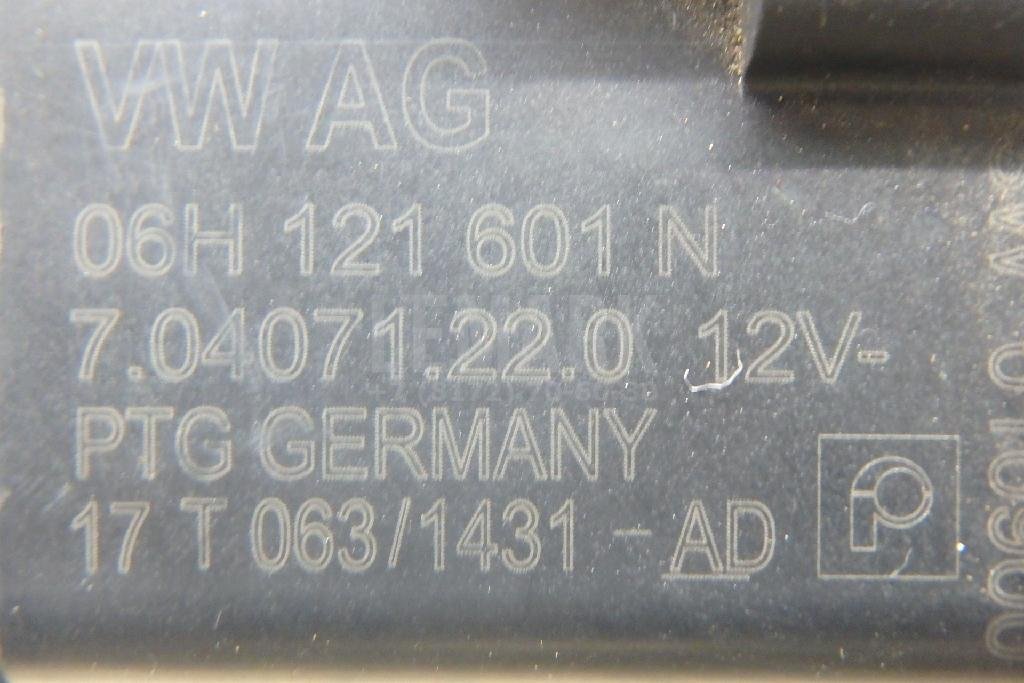 VW AG
06H 121 601 N
7.04071.22.0 12V-
PTG GERMANY
17 T 063/1431 - AD